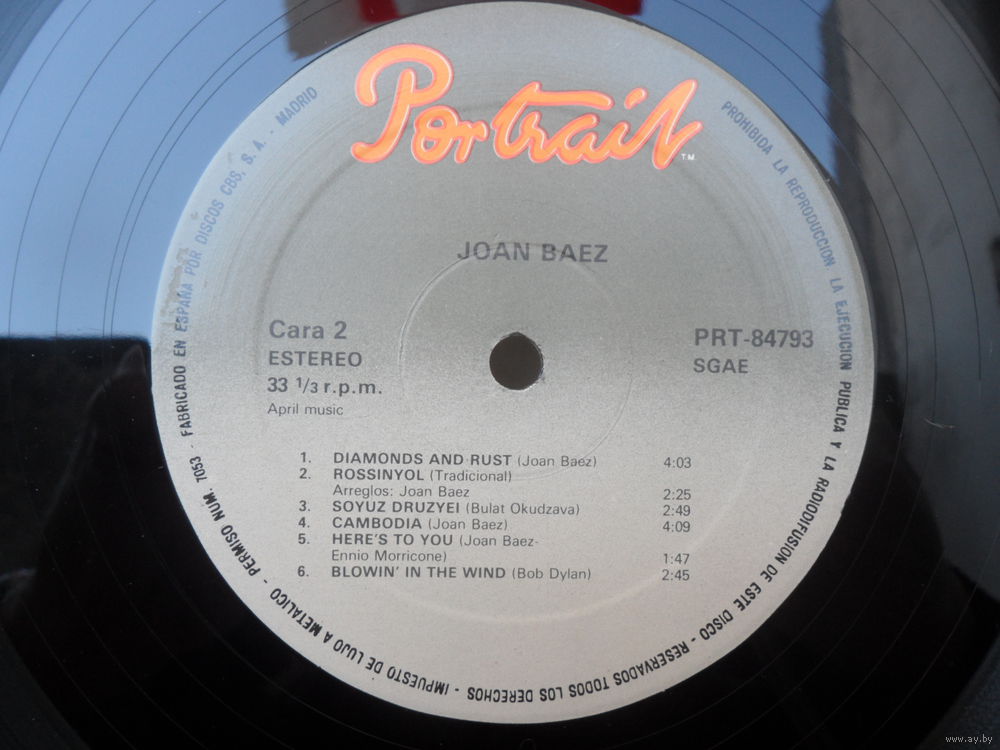 Portrait T.M.
JOAN BAEZ
Cara 2
ESTEREO
33 1/3 r.p.m.
April music
PRT-84793
SGAE
1. DIAMONDS AND RUST (Joan Baez) 4:03
2. ROSSINYOL (Tradicional)
Arreglos: Joan Baez 2:25
3. SOYUZ DRUZYEI (Bulat Okudzava) 2:49
4. CAMBODIA (Joan Baez) 4:09
5. HERE'S TO YOU (Joan Baez-
Ennio Morricone) 1:47
6. BLOWIN' IN THE WIND (Bob Dylan) 2:45
PROHIBIDA LA REPRODUCCION LA EJECUCION PUBLICA Y LA RADIODIFUSION DE ESTE DISCO - RESERVADOS TODOS LOS DERECHOS - IMPUESTO DE LUJO A METALICO - PERMISO NUM. 7053 - FABRICADO EN ESPAÑA POR DISCOS CBS, S. A. - MADRID
www.ay.by